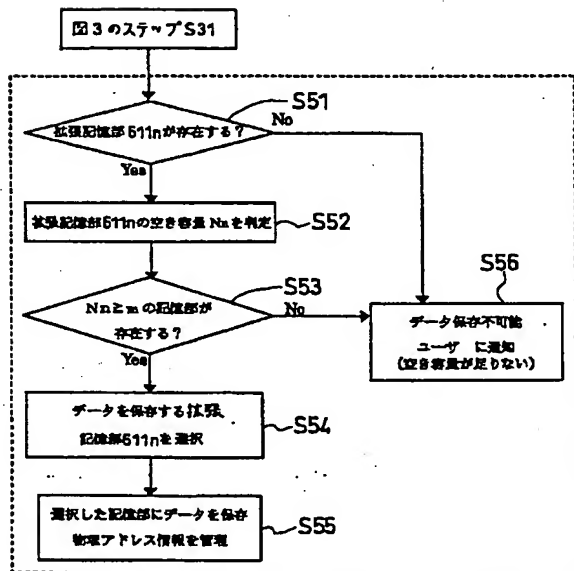 図3のステップS31
S51
拡張記憶部611nが存在する?
No
Yes
拡張記憶部611nの空き容量Nnを判定
S52
S53
Nn≧mの記憶部が
存在する?
No
Yes
S56
データ保存不可能
ユーザに通知
(空き容量が足りない)
データを保存する拡張
記憶部611nを選択
S54
選択した記憶部にデータを保存
物理アドレス情報を管理
S55